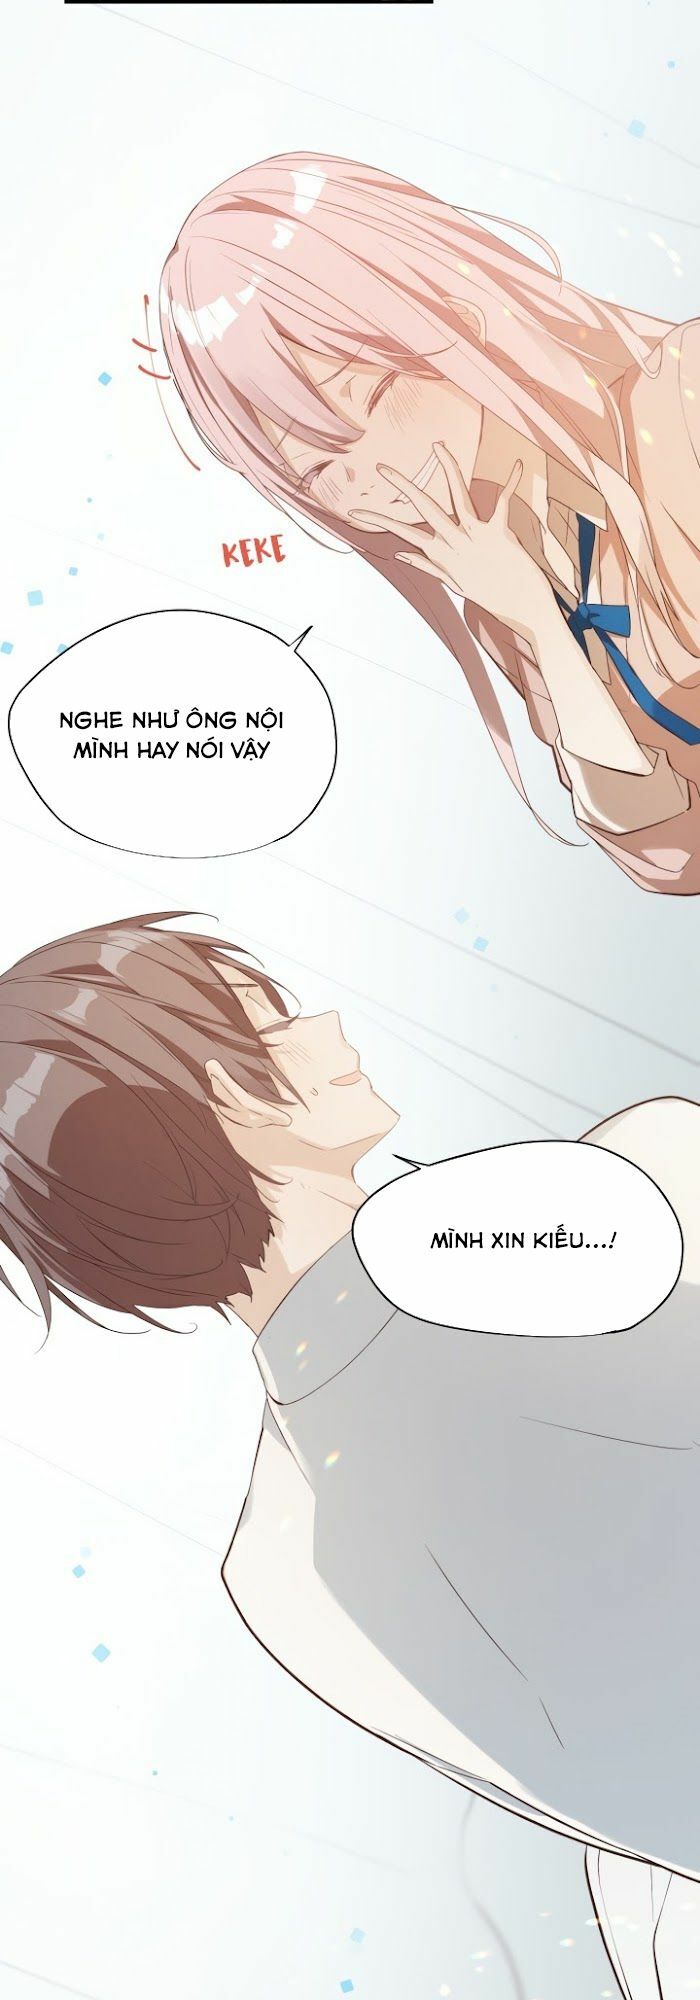 KEKE
NGHE NHƯ ÔNG NỘI
MÌNH HAY NÓI VẬY
MÌNH XIN KIẾU...!